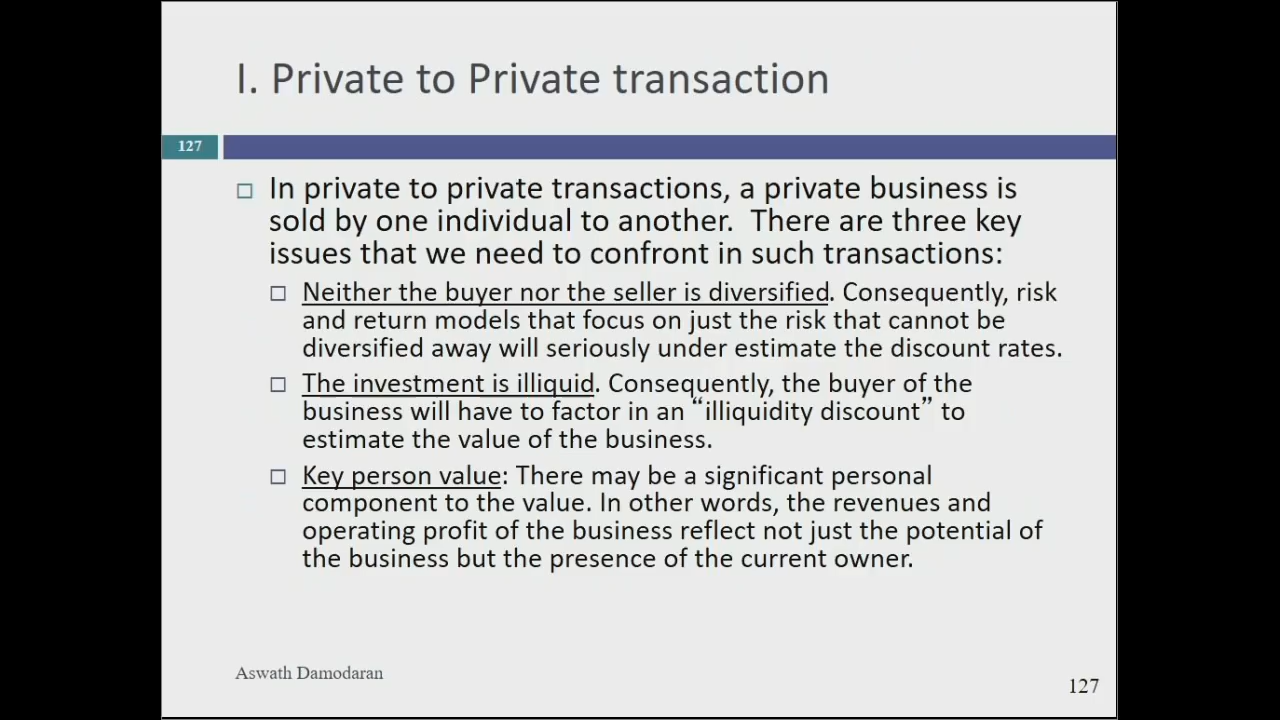 I. Private to Private transaction
127
In private to private transactions, a private business is
sold by one individual to another.  There are three key
issues that we need to confront in such transactions:
Neither the buyer nor the seller is diversified. Consequently, risk
and return models that focus on just the risk that cannot be
diversified away will seriously under estimate the discount rates.
The investment is illiquid. Consequently, the buyer of the
business will have to factor in an “illiquidity discount” to
estimate the value of the business.
Key person value: There may be a significant personal
component to the value. In other words, the revenues and
operating profit of the business reflect not just the potential of
the business but the presence of the current owner.
Aswath Damodaran
127